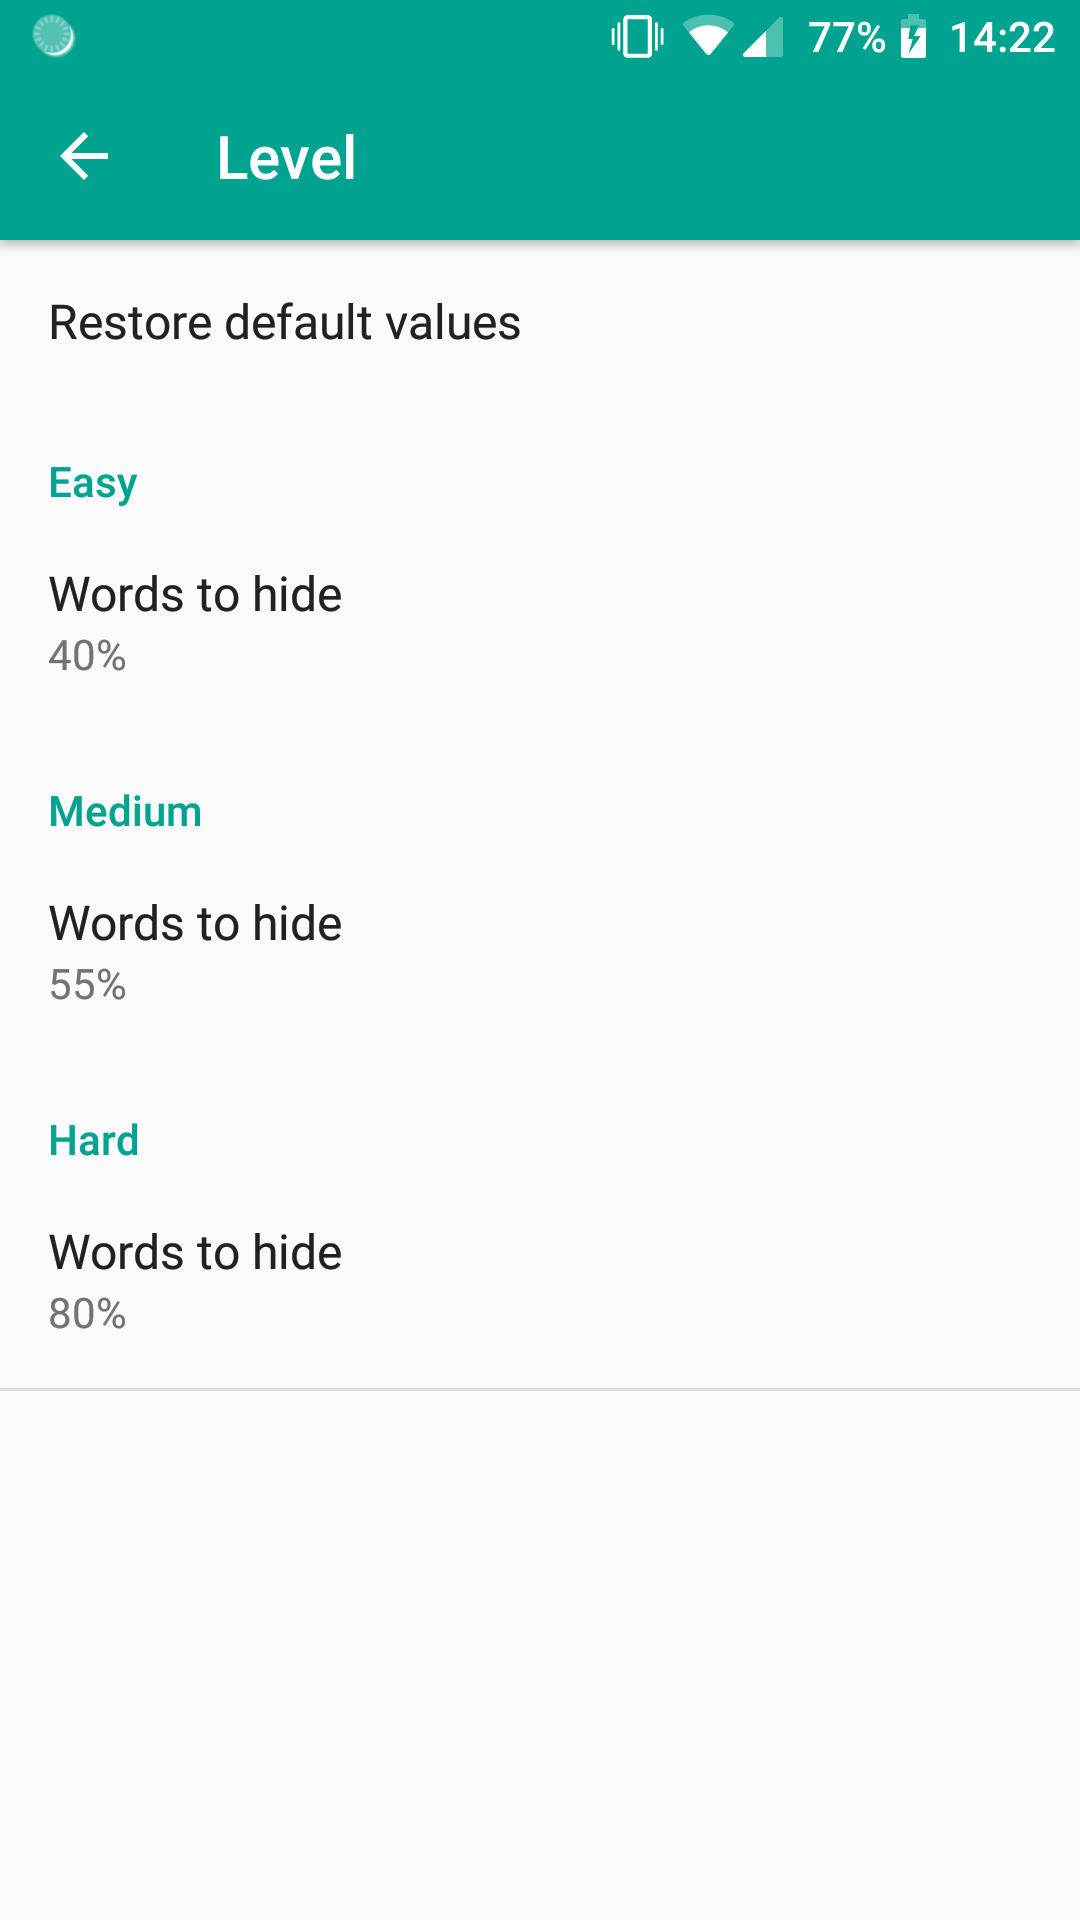 77% 14:22
Level
Restore default values
Easy
Words to hide
40%
Medium
Words to hide
55%
Hard
Words to hide
80%